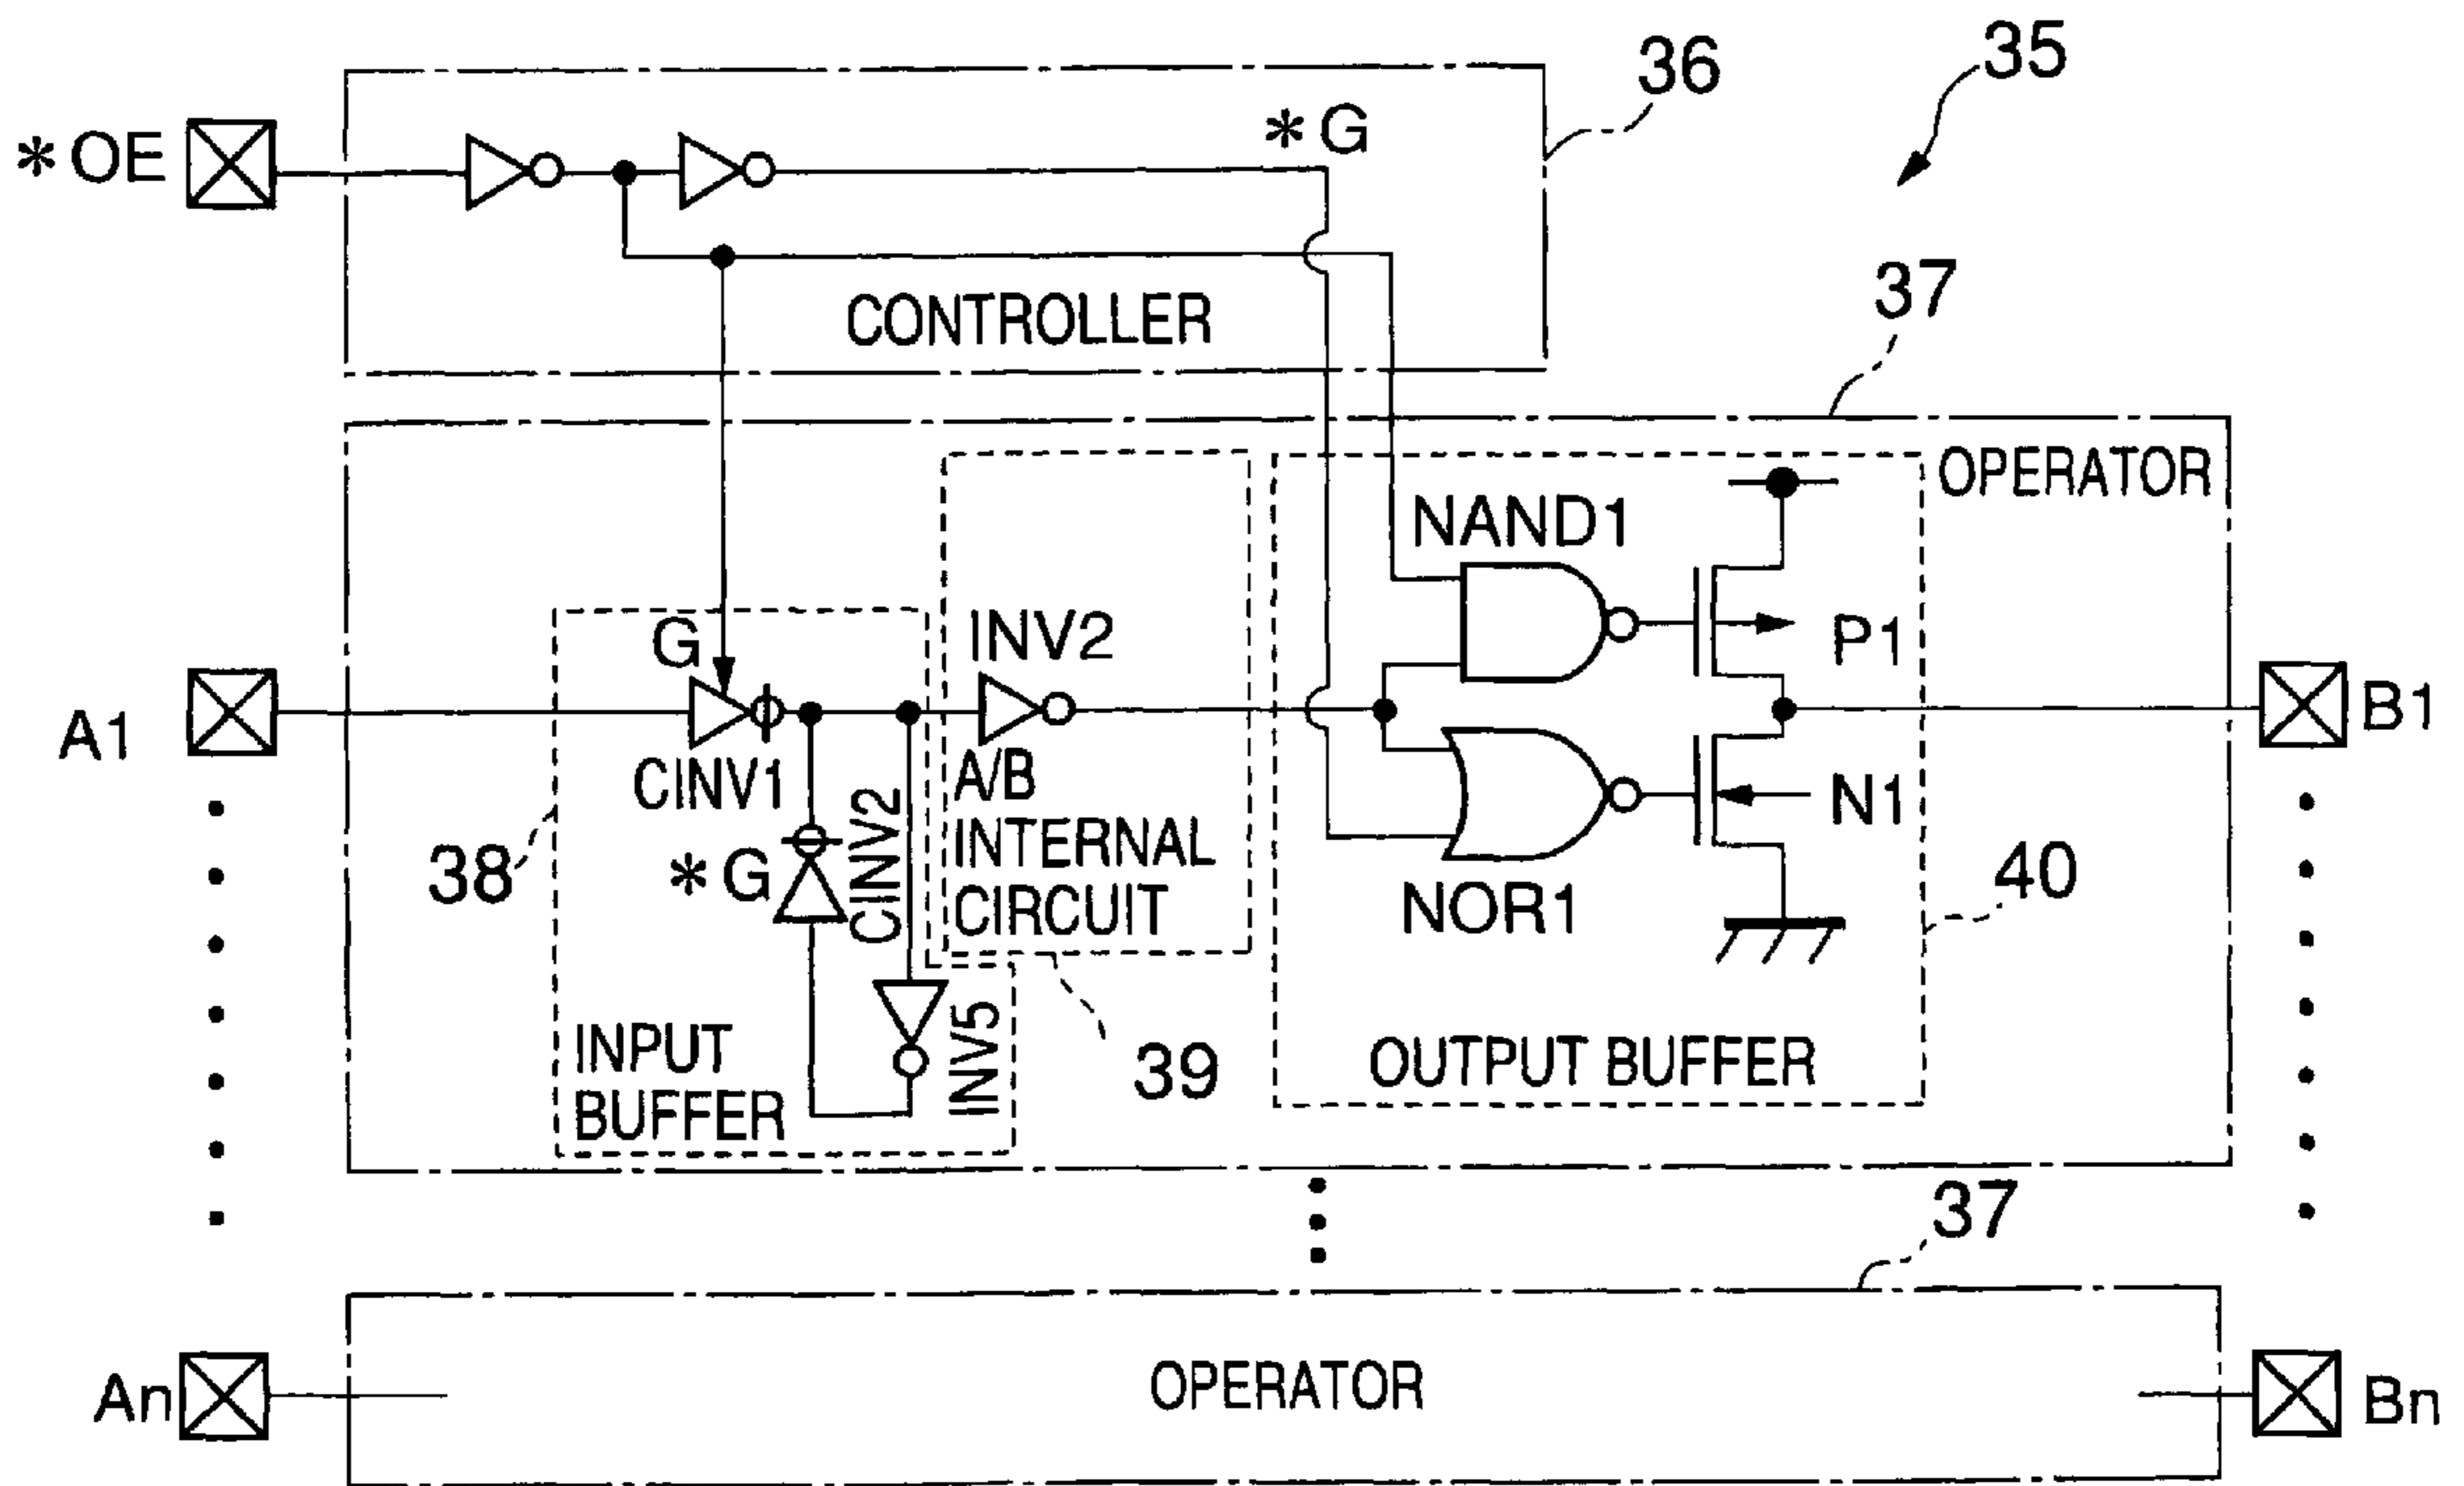 35
36
* OE
* G
CONTROLLER
37
OPERATOR
NAND1
G
INV2
P1
A1
B1
CINV1
A/B
INTERNAL
CIRCUIT
CINV2
N1
38
* G
40
NOR1
INPUT
BUFFER
INV5
39
OUTPUT BUFFER
37
An
OPERATOR
Bn